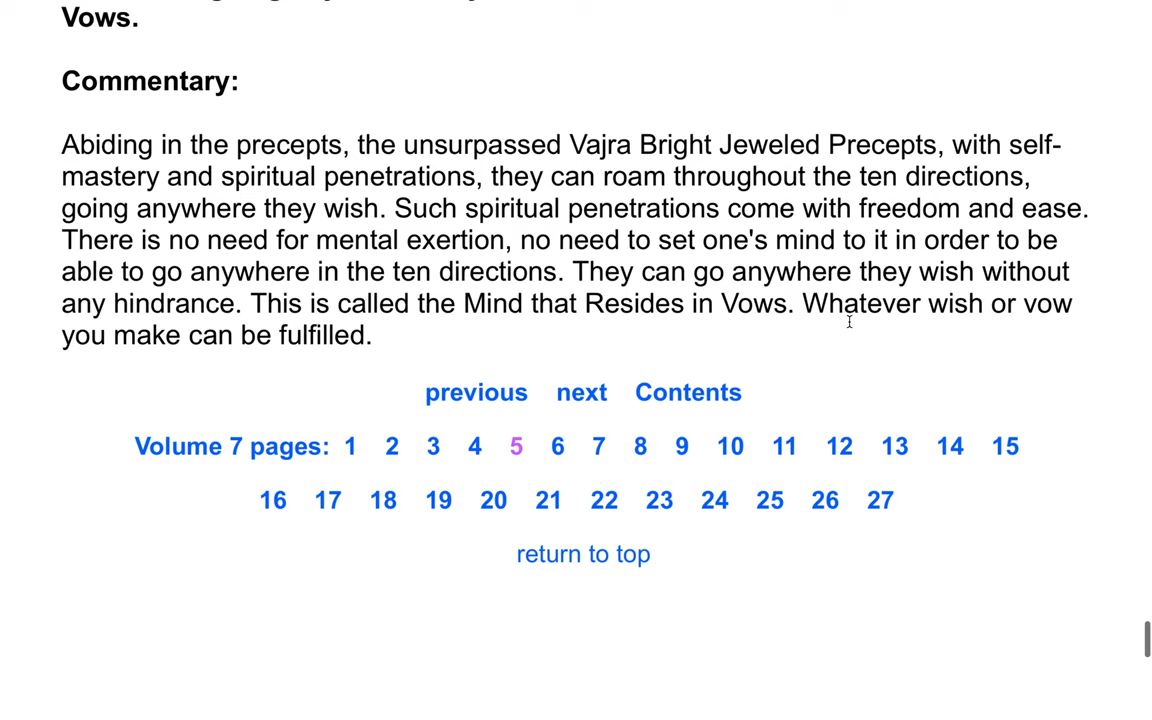 Vows.
Commentary:
Abiding in the precepts, the unsurpassed Vajra Bright Jeweled Precepts, with self-
mastery and spiritual penetrations, they can roam throughout the ten directions,
going anywhere they wish. Such spiritual penetrations come with freedom and ease.
There is no need for mental exertion, no need to set one's mind to it in order to be
able to go anywhere in the ten directions. They can go anywhere they wish without
any hindrance. This is called the Mind that Resides in Vows. Whatever wish or vow
you make can be fulfilled.
previous next Contents
Volume 7 pages: 1 2 3 4 5 6 7 8 9 10 11 12 13 14 15
16 17 18 19 20 21 22 23 24 25 26 27
return to top